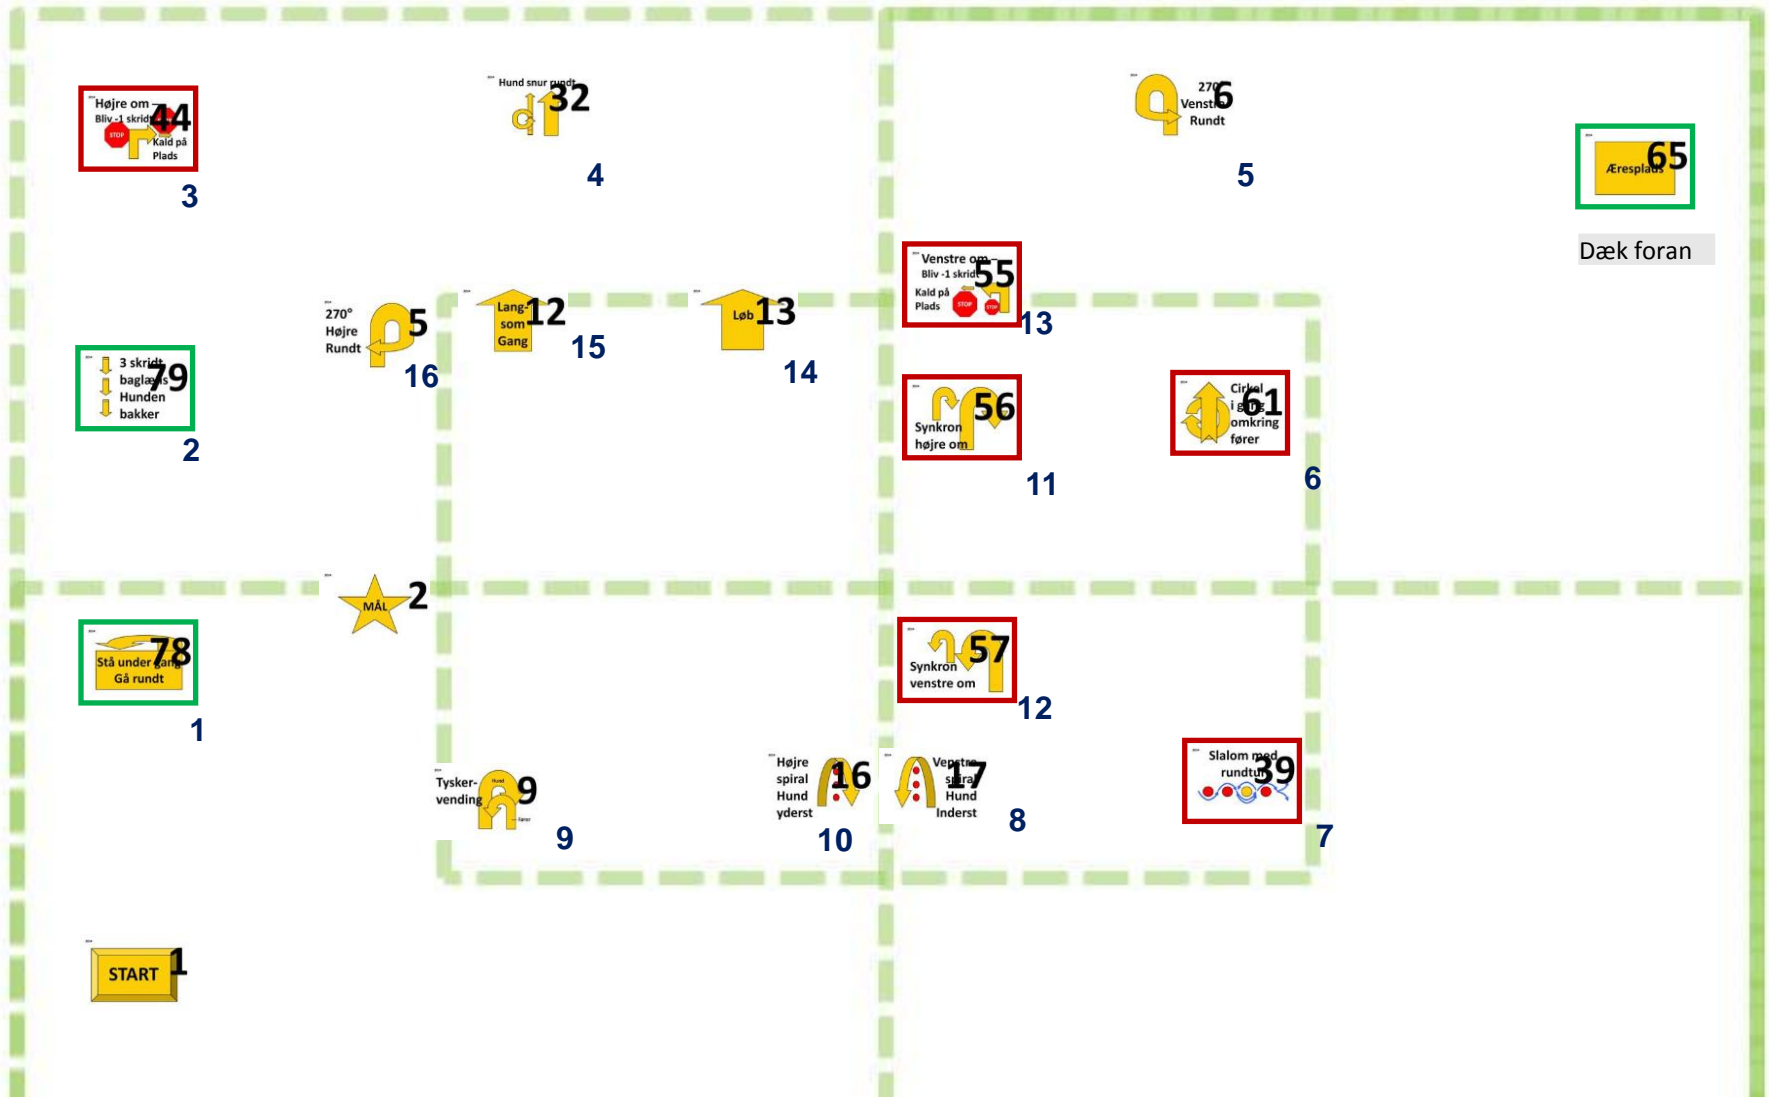 Højre om –
Bliv -1 skridt
44
STOP
Kald på
Plads
3
Hund snur rundt
32
4
270°
Venstre
Rundt
6
5
Æresplads
65
Dæk foran
3 skridt
baglæns
Hunden
bakker
79
2
270°
Højre
Rundt
5
16
Lang-
som
Gang
12
15
Løb
13
14
Venstre om –
Bliv -1 skridt
55
Kald på
Plads
STOP
STOP
13
Synkron
højre om
56
11
Cirkel
i gang
omkring
fører
61
6
MÅL
2
Stå under gang
Gå rundt
78
1
Synkron
venstre om
57
12
Tysker-
vending
Hund
fører
9
9
Højre
spiral
Hund
yderst
16
10
Venstre
spiral
Hund
Inderst
17
8
Slalom med
rundtur
39
7
START
1